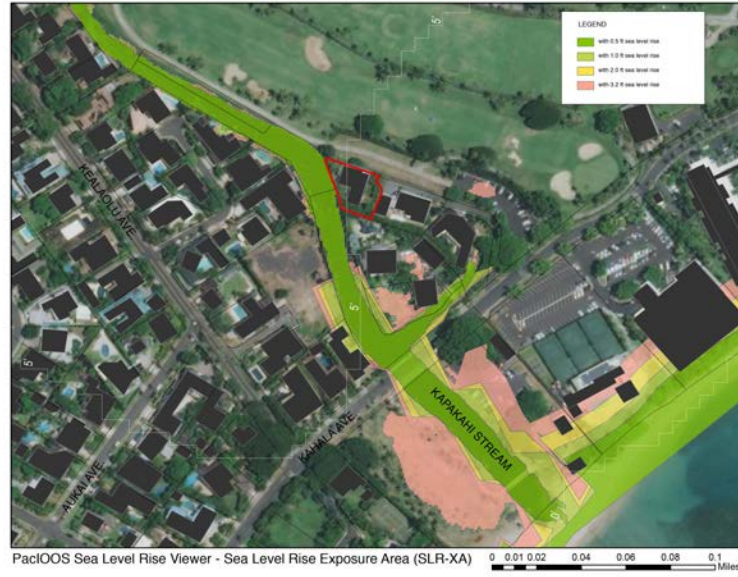 LEGEND
with 0.5 ft sea level rise
with 1.0 ft sea level rise
with 2.0 ft sea level rise
with 3.2 ft sea level rise
5'
KEALAOLU AVE
5'
5'
KAPAKAHI STREAM
KAHALA AVE
AUKAI AVE
5'
0'
PacIOOS Sea Level Rise Viewer - Sea Level Rise Exposure Area (SLR-XA)
0 0.01 0.02 0.04 0.06 0.08 0.1
Miles